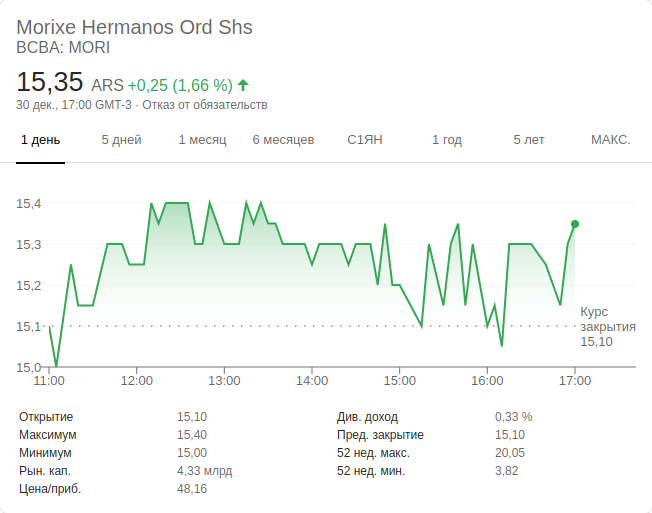 Morixe Hermanos Ord Shs
BCBA: MORI
15,35 ARS +0,25 (1,66 %)
30 дек., 17:00 GMT-3 · Отказ от обязательств
1 день 5 дней 1 месяц 6 месяцев С1ЯН 1 год 5 лет МАКС.
15,4
15,3
15,2
15,1
15,0
Курс
закрытия
15,10
11:00 12:00 13:00 14:00 15:00 16:00 17:00
Открытие 15,10
Максимум 15,40
Минимум 15,00
Рын. кап. 4,33 млрд
Цена/приб. 48,16
Див. доход 0,33 %
Пред. закрытие 15,10
52 нед. макс. 20,05
52 нед. мин. 3,82